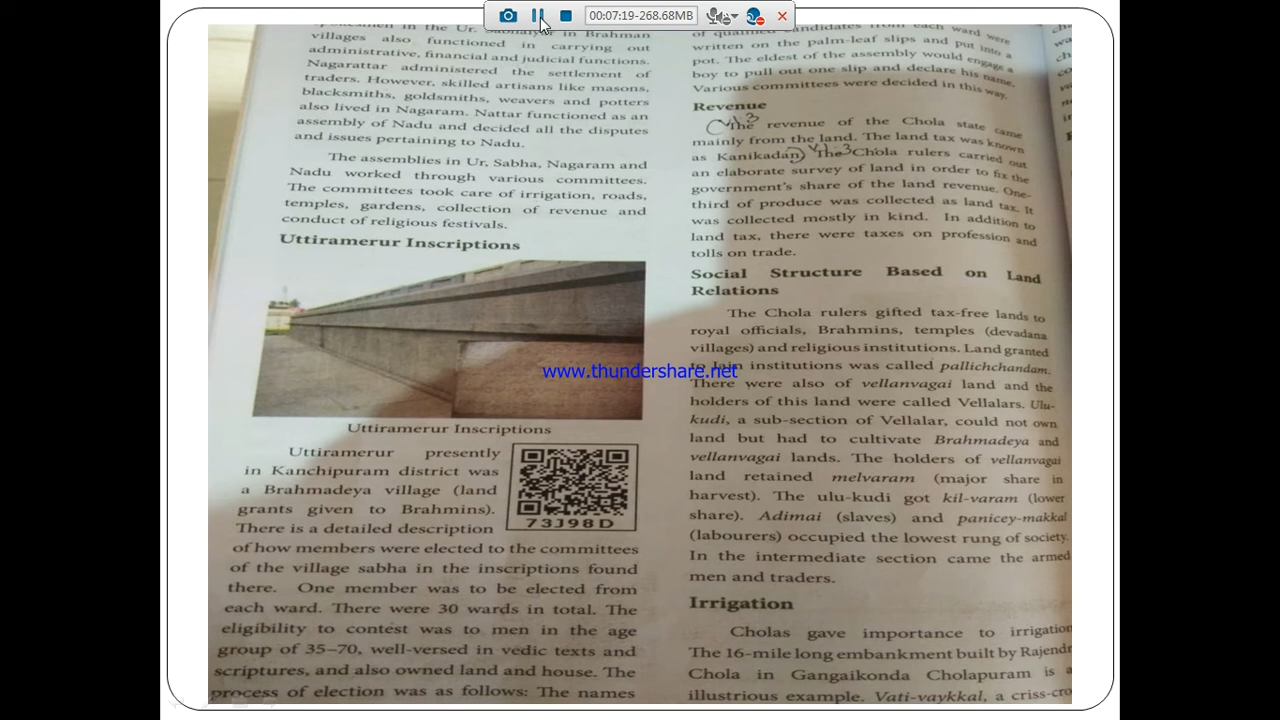 00:07:19-268.68MB
spokesmen in the Ur. Sabhaiyar in Brahman
villages also functioned in carrying out
administrative, financial and judicial functions.
Nagarattar administered the settlement of
traders. However, skilled artisans like masons,
blacksmiths, goldsmiths, weavers and potters
also lived in Nagaram. Nattar functioned as an
assembly of Nadu and decided all the disputes
and issues pertaining to Nadu.
The assemblies in Ur, Sabha, Nagaram and
Nadu worked through various committees.
The committees took care of irrigation, roads,
temples, gardens, collection of revenue and
conduct of religious festivals.
Uttiramerur Inscriptions
Uttiramerur Inscriptions
Uttiramerur presently
in Kanchipuram district was
a Brahmadeya village (land
grants given to Brahmins).
There is a detailed description
73J98D
of how members were elected to the committees
of the village sabha in the inscriptions found
there. One member was to be elected from
each ward. There were 30 wards in total. The
eligibility to contest was to men in the age
group of 35–70, well-versed in vedic texts and
scriptures, and also owned land and house. The
process of election was as follows: The names
of qualified candidates from each ward were
written on the palm-leaf slips and put into a
pot. The eldest of the assembly would engage a
boy to pull out one slip and declare his name.
Various committees were decided in this way.
Revenue
The revenue of the Chola state came
mainly from the land. The land tax was known
as Kanikadan. The Chola rulers carried out
an elaborate survey of land in order to fix the
government's share of the land revenue. One-
third of produce was collected as land tax. It
was collected mostly in kind. In addition to
land tax, there were taxes on profession and
tolls on trade.
Social Structure Based on Land
Relations
The Chola rulers gifted tax-free lands to
royal officials, Brahmins, temples (devadana
villages) and religious institutions. Land granted
to Jain institutions was called pallichchandam.
There were also of vellanvagai land and the
holders of this land were called Vellalars. Ulu-
kudi, a sub-section of Vellalar, could not own
land but had to cultivate Brahmadeya and
vellanvagai lands. The holders of vellanvagai
land retained melvaram (major share in
harvest). The ulu-kudi got kil-varam (lower
share). Adimai (slaves) and panicey-makkal
(labourers) occupied the lowest rung of society.
In the intermediate section came the armed
men and traders.
Irrigation
Cholas gave importance to irrigation
The 16-mile long embankment built by Rajendr
Chola in Gangaikonda Cholapuram is a
illustrious example. Vati-vaykkal, a criss-cro
www.thundershare.net